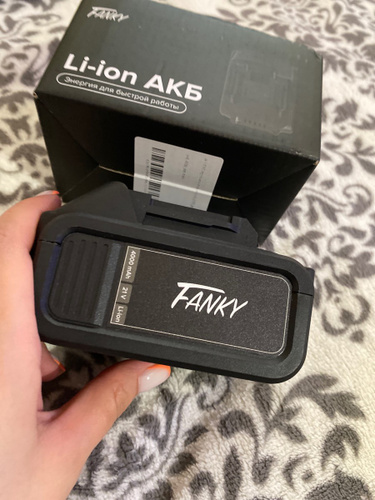 FANKY
Li-ion АКБ
Энергия для быстрой работы
FANKY
4000 mAh
21V
Li-ion